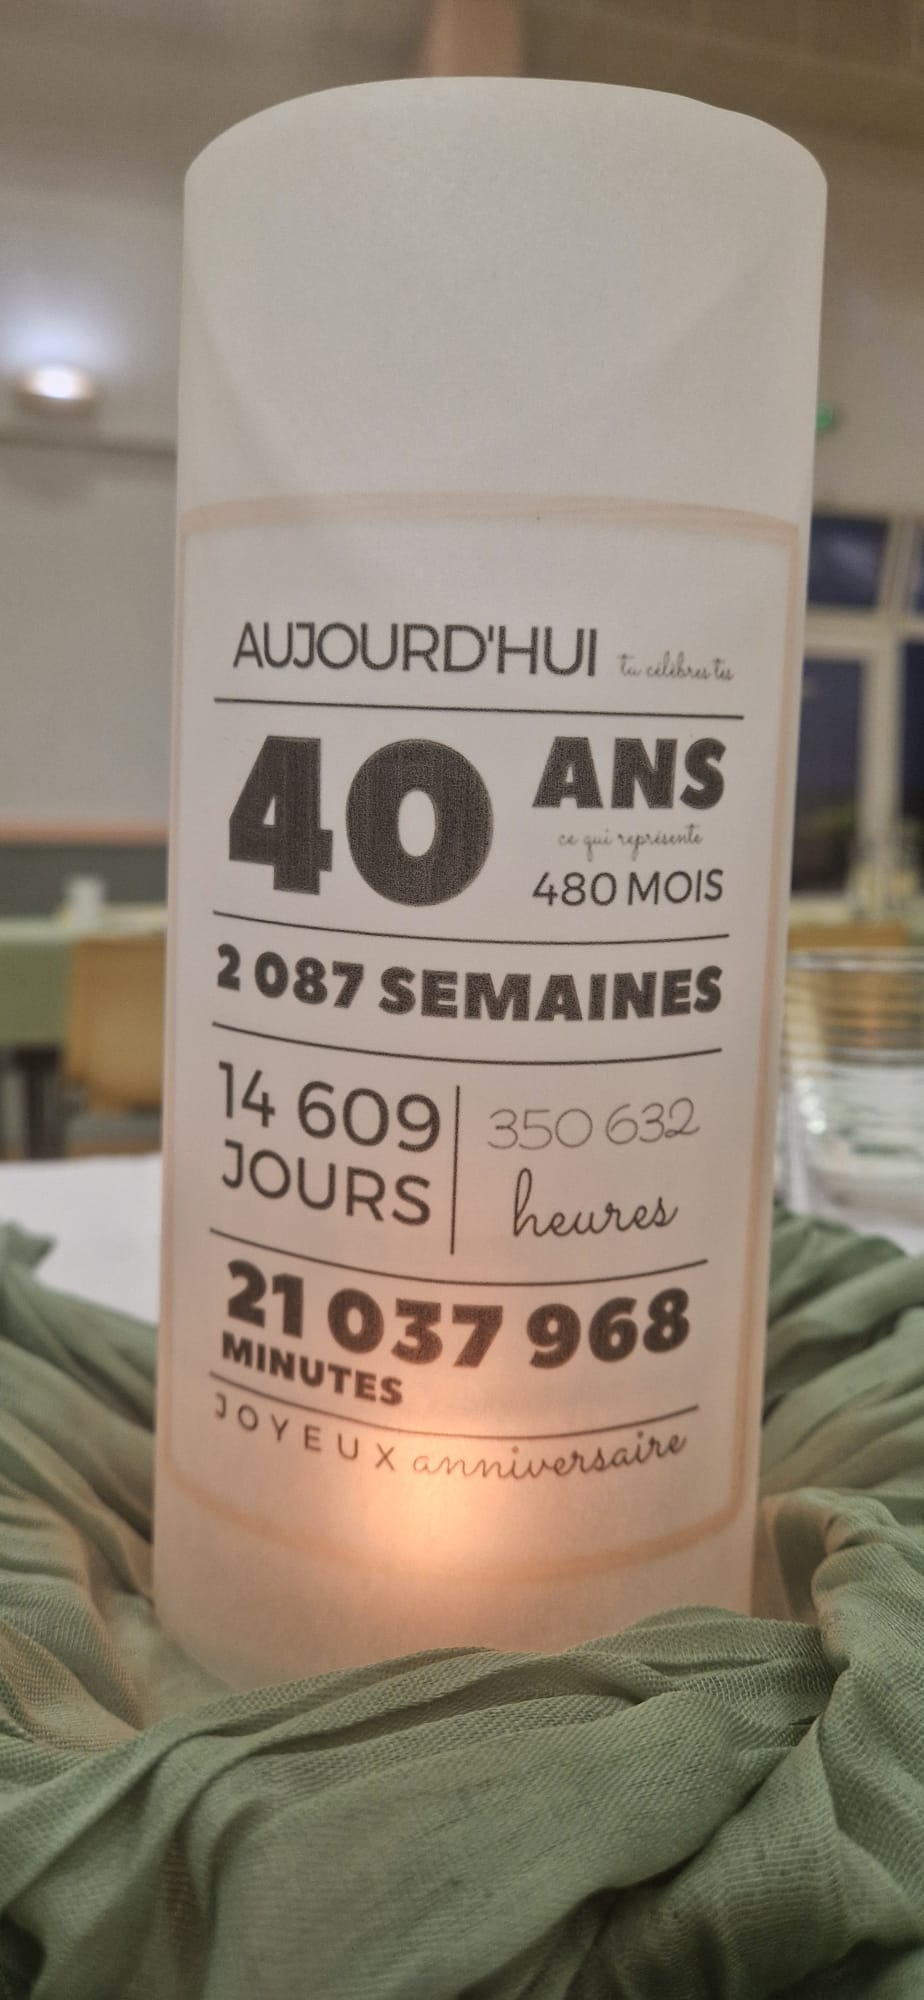 AUJOURD'HUI tu célèbres tes
40 ANS
ce qui représente
480 MOIS
2 087 SEMAINES
14 609
JOURS
350 632
heures
21 037 968
MINUTES
JOYEUX anniversaire